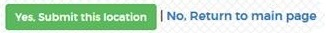 Yes, Submit this location | No, Return to main page